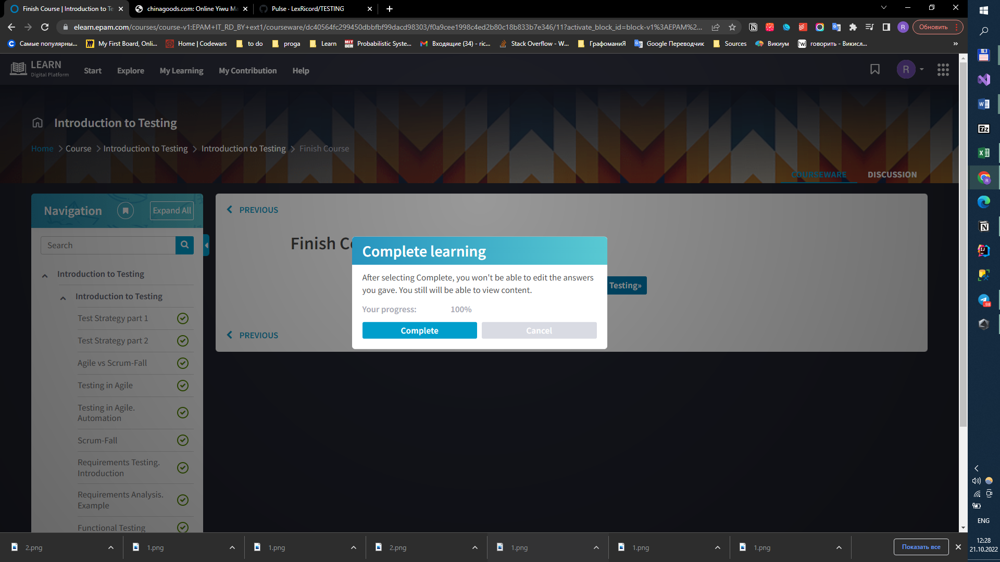 Finish Course | Introduction to Te
chinagoods.com: Online Yiwu Ma
Pulse · LexRicord/TESTING
elearn.epam.com/courses/course-v1:EPAM+IT_RD_BY+ext1/courseware/dc40564fc299450dbbfbf99dacd98303/f0a9cee1998c4ed2b80c18b833b7e346/11?activate_block_id=block-v1%3AEPAM%2...
R
Обновить
Самые популярны...
My First Board, Onli...
Home | Codewars
to do
proga
Learn
MIT OCW
Probabilistic Syste...
Входящие (34) - ric...
Stack Overflow - W...
ГрафоманиЯ
Google Переводчик
Sources
Викиум
говорить - Викисл...
LEARN
Digital Platform
Start
Explore
My Learning
My Contribution
Help
R
Introduction to Testing
Home
Course
Introduction to Testing
Introduction to Testing
Finish Course
COURSEWARE
DISCUSSION
Navigation
Expand All
Search
Introduction to Testing
Introduction to Testing
Test Strategy part 1
Test Strategy part 2
Agile vs Scrum-Fall
Testing in Agile
Testing in Agile.
Automation
Scrum-Fall
Requirements Testing.
Introduction
Requirements Analysis.
Example
Functional Testing
PREVIOUS
Finish Co
Testing»
PREVIOUS
Complete learning
After selecting Complete, you won't be able to edit the answers
you gave. You still will be able to view content.
Your progress: 100%
Complete
Cancel
2.png
1.png
1.png
2.png
1.png
1.png
1.png
Показать все
7z
98
ENG
12:28
21.10.2022